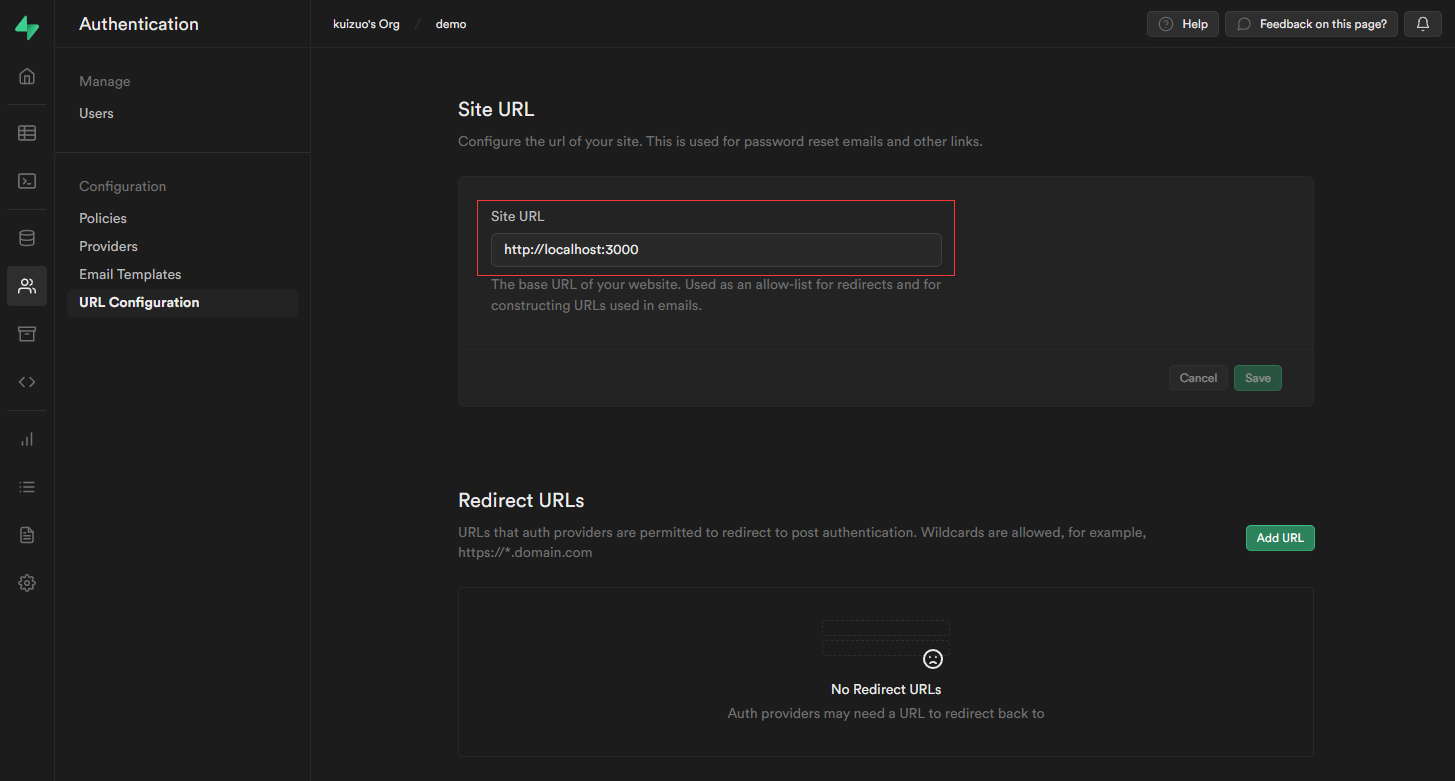 Authentication
kuizuo's Org / demo
Help
Feedback on this page?
Manage
Users
Configuration
Policies
Providers
Email Templates
URL Configuration
Site URL
Configure the url of your site. This is used for password reset emails and other links.
Site URL
http://localhost:3000
The base URL of your website. Used as an allow-list for redirects and for
constructing URLs used in emails.
Cancel
Save
Redirect URLs
URLs that auth providers are permitted to redirect to post authentication. Wildcards are allowed, for example,
https://*.domain.com
Add URL
No Redirect URLs
Auth providers may need a URL to redirect back to